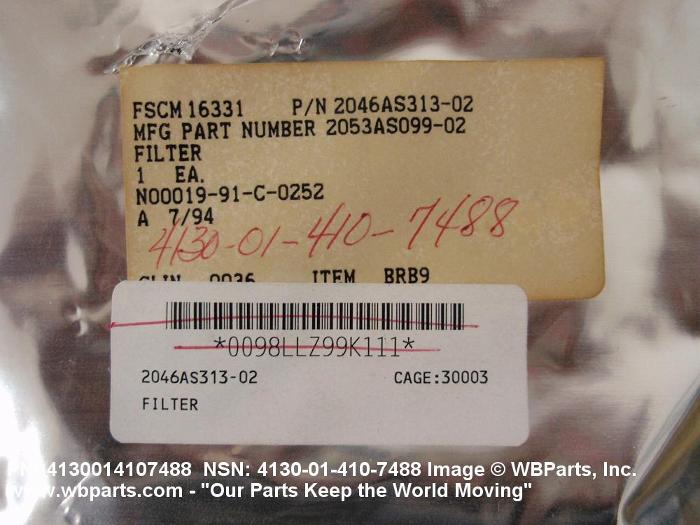 FSCM 16331 P/N 2046AS313-02
MFG PART NUMBER 2053AS099-02
FILTER
1 EA.
N00019-91-C-0252
A 7/94
4130-01-410-7488
CLIN 0036 ITEM BRB9
*0098LLZ99K111*
2046AS313-02 CAGE:30003
FILTER
4130014107488 NSN: 4130-01-410-7488 Image © WBParts, Inc.
www.wbparts.com - "Our Parts Keep the World Moving"